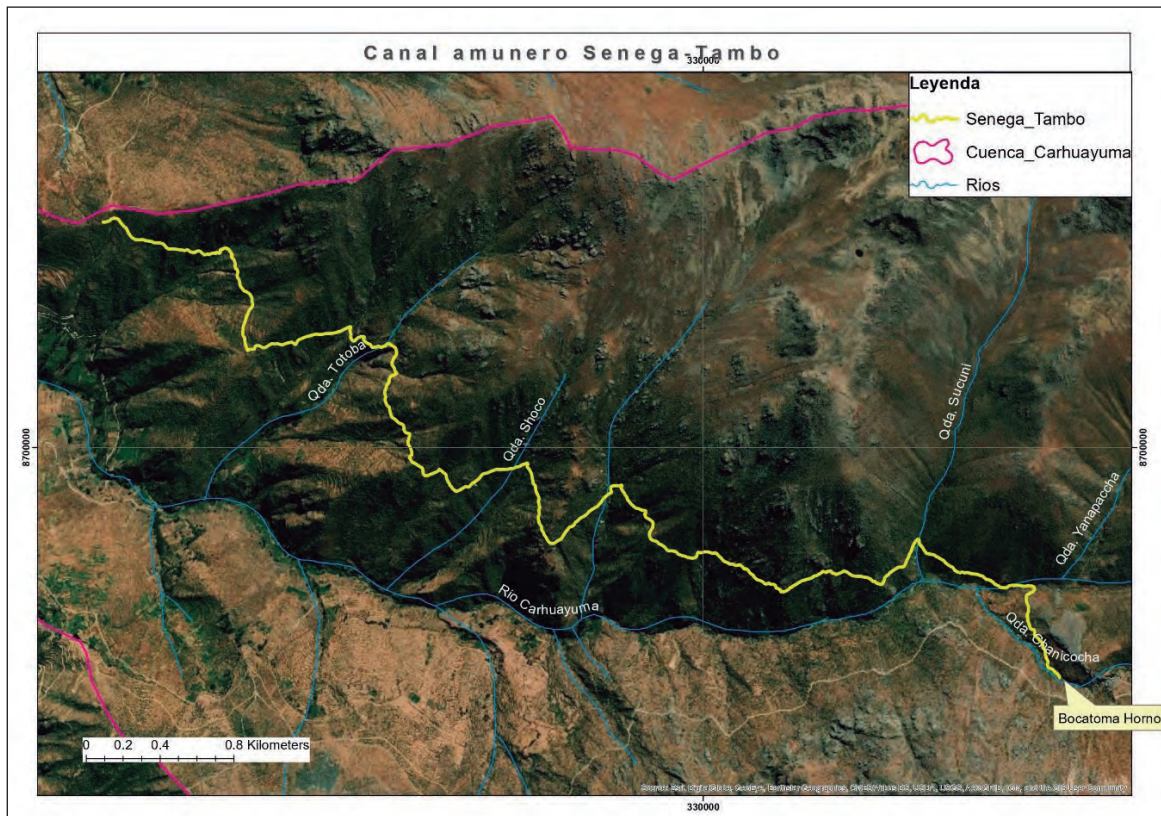 Canal amunero Senega-Tambo
330000
Leyenda
Senega_Tambo
Cuenca_Carhuayuma
Rios
Qda. Totoba
Qda. Shoco
Qda. Sucuni
8700000
8700000
Qda. Yanapaccha
Rio Carhuayuma
Qda. Chanicocha
Bocatoma Horno
0 0.2 0.4 0.8 Kilometers
330000